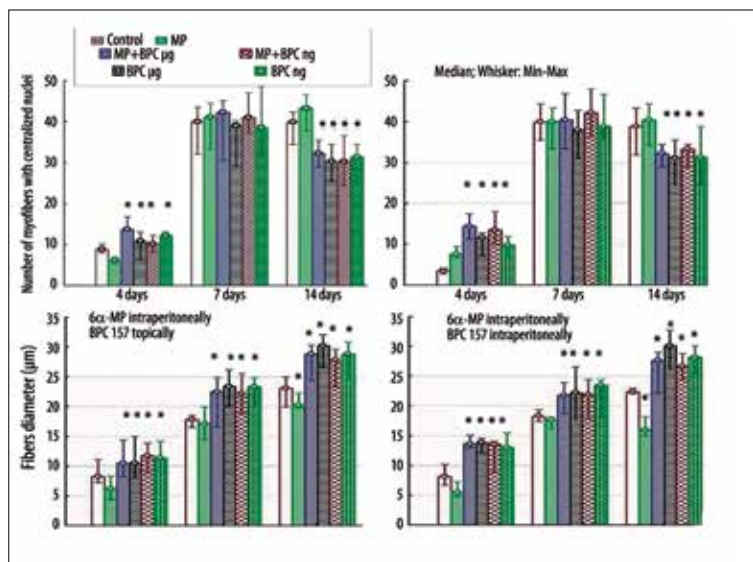 Control MP
MP+BPC µg MP+BPC ng
BPC µg BPC ng
Median; Whisker: Min-Max
Number of myofibers with centralized nuclei
50
40
30
20
10
0
* * * * * * * *
50
40
30
20
10
0
* * * * * * * *
4 days 7 days 14 days
4 days 7 days 14 days
6α-MP intraperitoneally
BPC 157 topically
6α-MP intraperitoneally
BPC 157 intraperitoneally
Fibers diameter (µm)
35
30
25
20
15
10
5
0
* * * * * * * * * * * * *
4 days 7 days 14 days
35
30
25
20
15
10
5
0
* * * * * * * * * * * * *
4 days 7 days 14 days